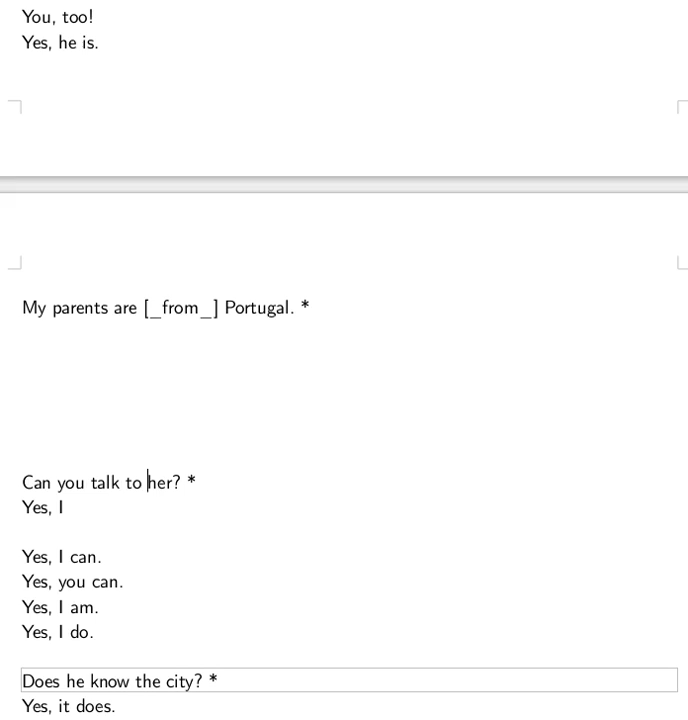 You, too!
Yes, he is.
My parents are [_from_] Portugal. *
Can you talk to her? *
Yes, I
Yes, I can.
Yes, you can.
Yes, I am.
Yes, I do.
Does he know the city? *
Yes, it does.